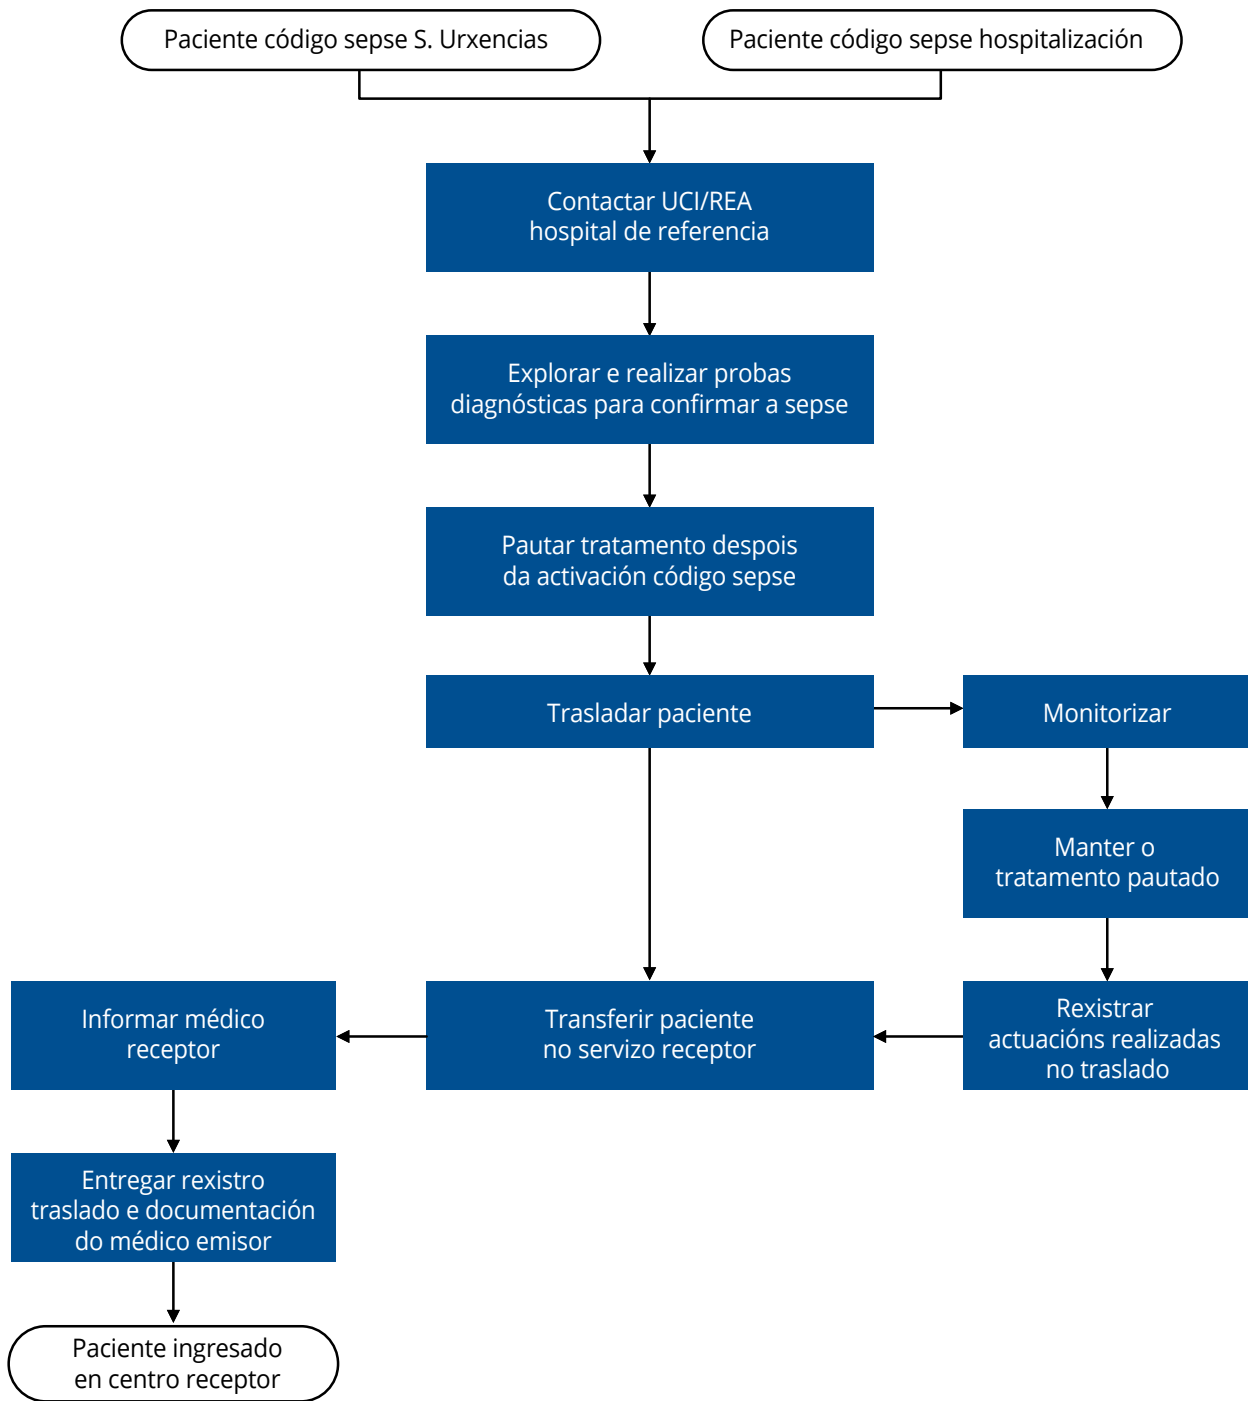 Paciente código sepse S. Urxencias
Paciente código sepse hospitalización
Contactar UCI/REA
hospital de referencia
Explorar e realizar probas
diagnósticas para confirmar a sepse
Pautar tratamento despois
da activación código sepse
Trasladar paciente
Monitorizar
Manter o
tratamento pautado
Rexistrar
actuacións realizadas
no traslado
Transferir paciente
no servizo receptor
Informar médico
receptor
Entregar rexistro
traslado e documentación
do médico emisor
Paciente ingresado
en centro receptor